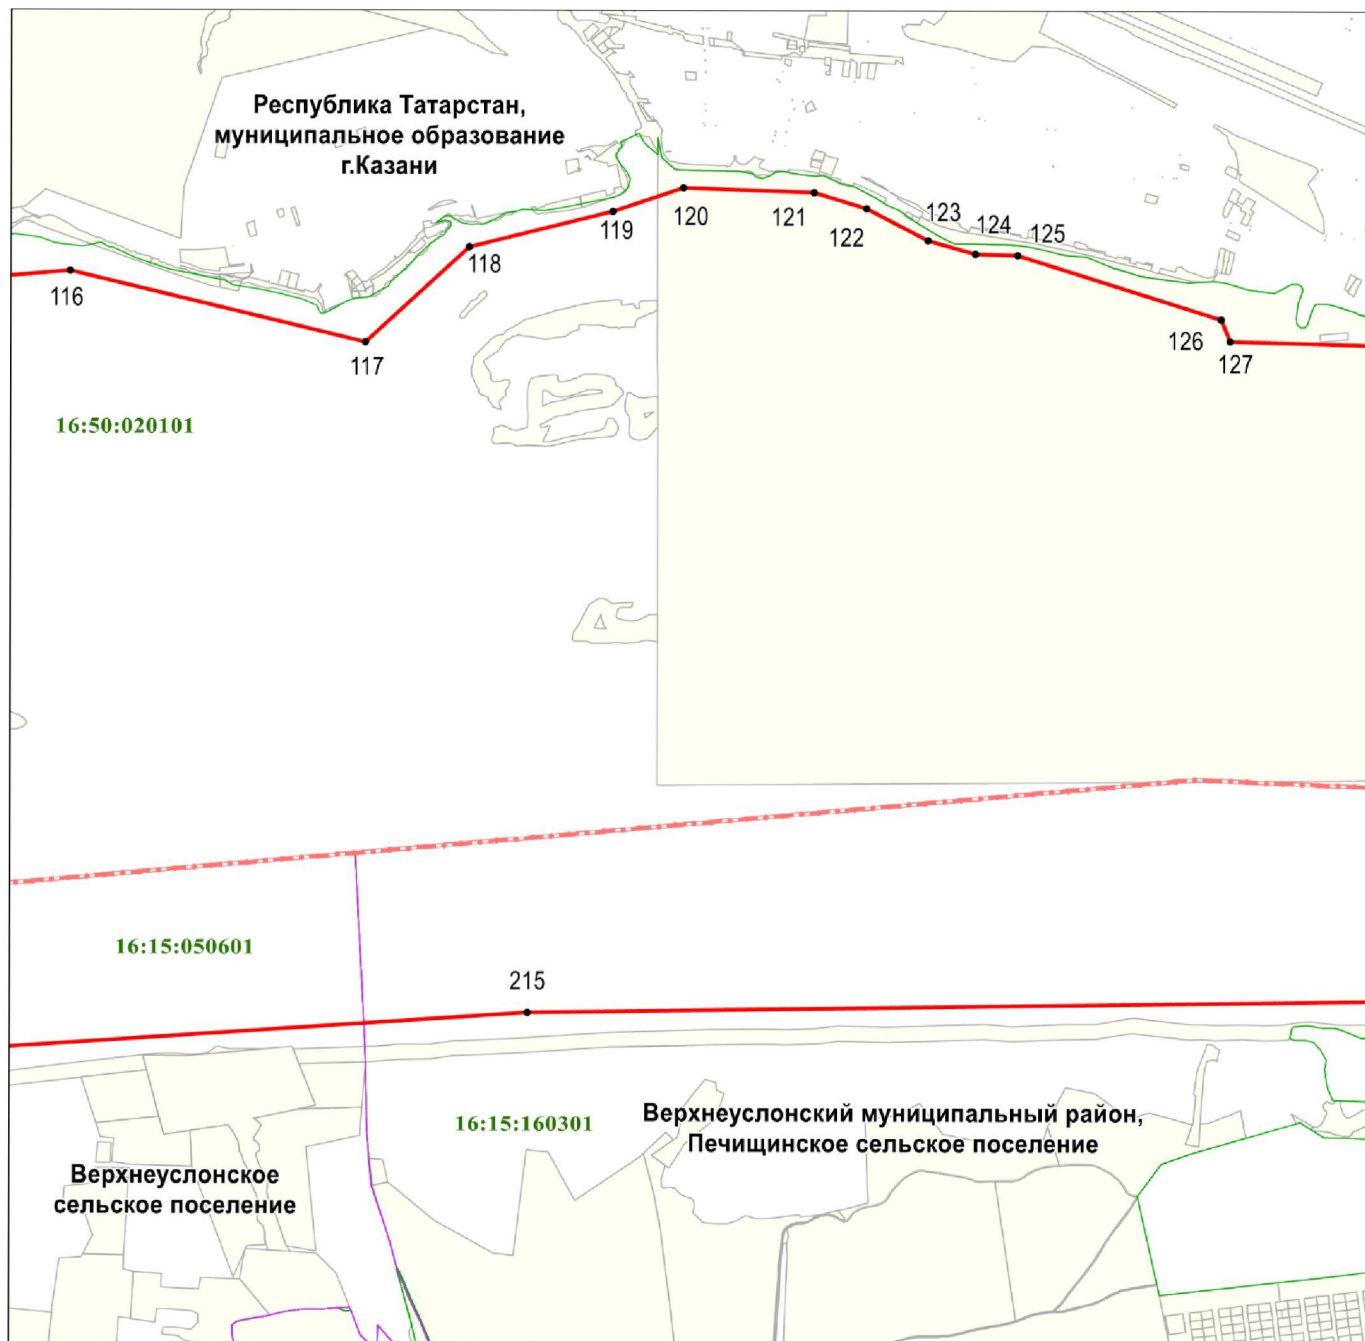 Республика Татарстан,
муниципальное образование
г.Казани
116
117
118
119
120
121
122
123
124
125
126
127
16:50:020101
16:15:050601
215
16:15:160301
Верхнеуслонский муниципальный район,
Печищинское сельское поселение
Верхнеуслонское
сельское поселение